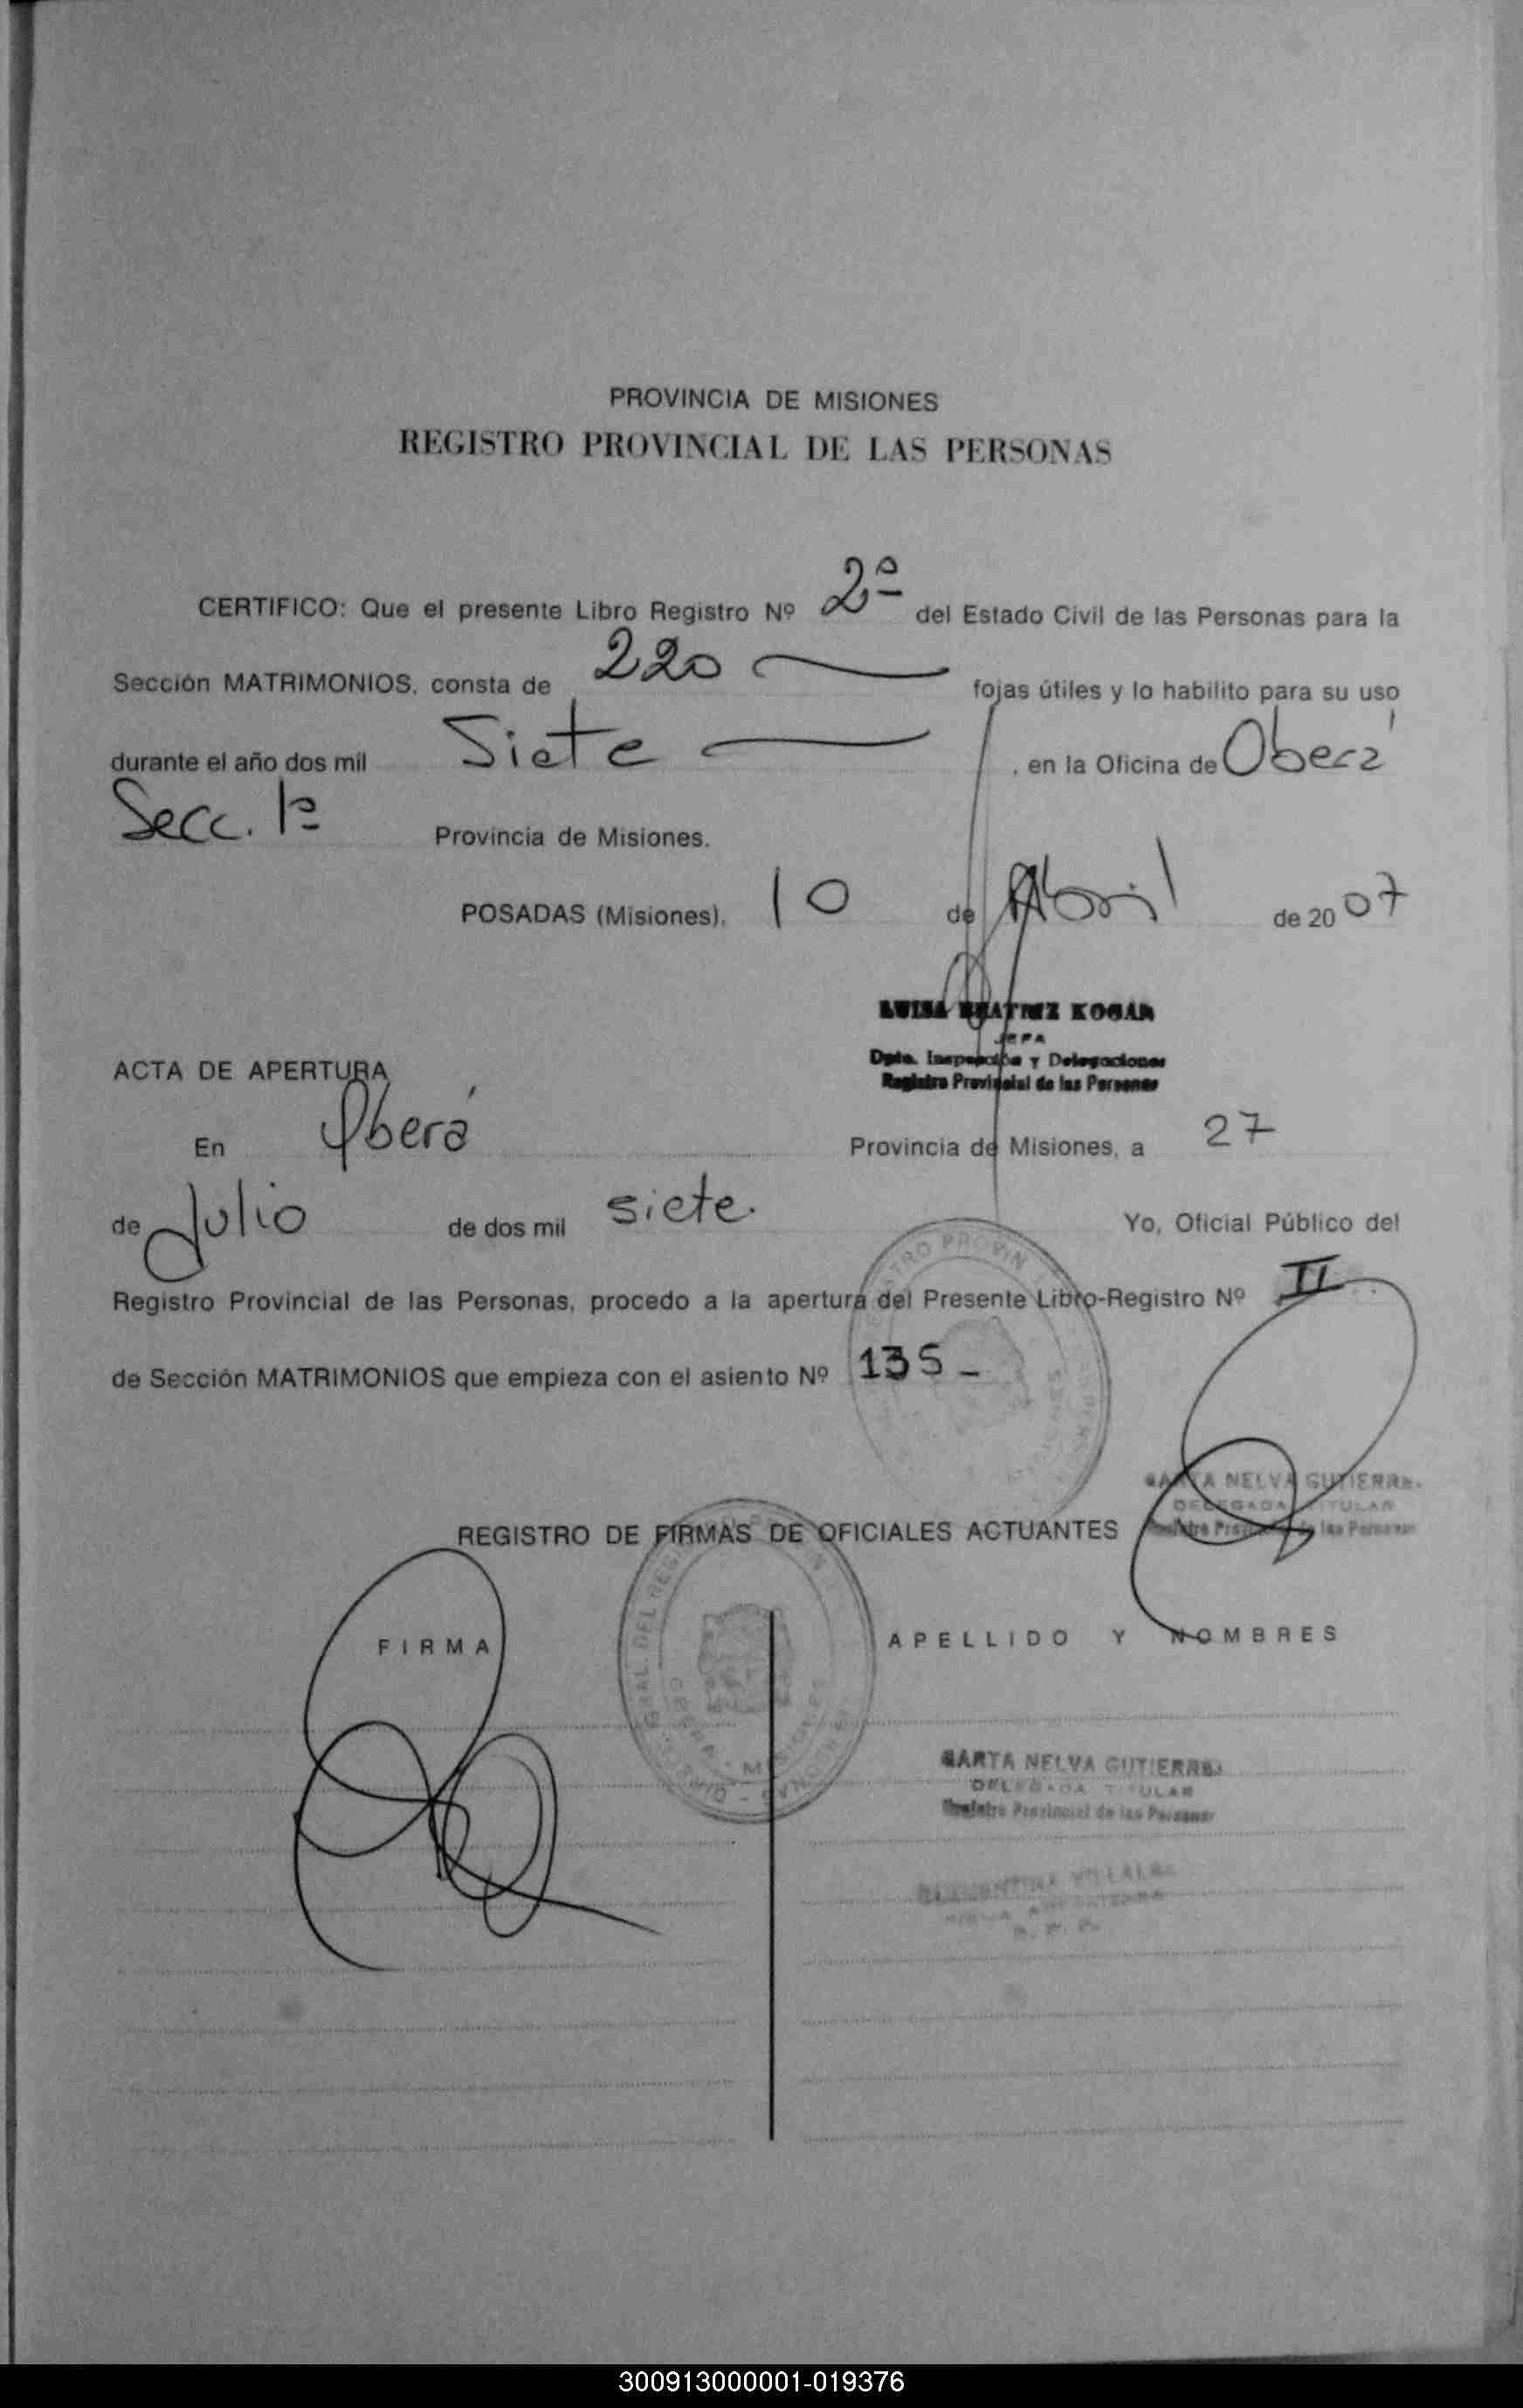 PROVINCIA DE MISIONES
REGISTRO PROVINCIAL DE LAS PERSONAS
CERTIFICO: Que el presente Libro Registro Nº 2º del Estado Civil de las Personas para la
Sección MATRIMONIOS, consta de 220 fojas útiles y lo habilito para su uso
durante el año dos mil Siete , en la Oficina de Oberá
Secc. 1ª Provincia de Misiones.
POSADAS (Misiones), 10 de Abril de 2007
LUISA BEATRIZ KOGAN
JEFA
Dpto. Inspección y Delegaciones
Registro Provincial de las Personas
ACTA DE APERTURA
En Oberá Provincia de Misiones, a 27
de Julio de dos mil siete. Yo, Oficial Público del
Registro Provincial de las Personas, procedo a la apertura del Presente Libro-Registro Nº II
de Sección MATRIMONIOS que empieza con el asiento Nº 135-
NELVA GUTIERRE
DELEGADA TITULAR
Registro Provincial de las Personas
REGISTRO DE FIRMAS DE OFICIALES ACTUANTES
FIRMA APELLIDO Y NOMBRES
SARTA NELVA GUTIERRE
DELEGADA TITULAR
Registro Provincial de las Personas
300913000001-019376